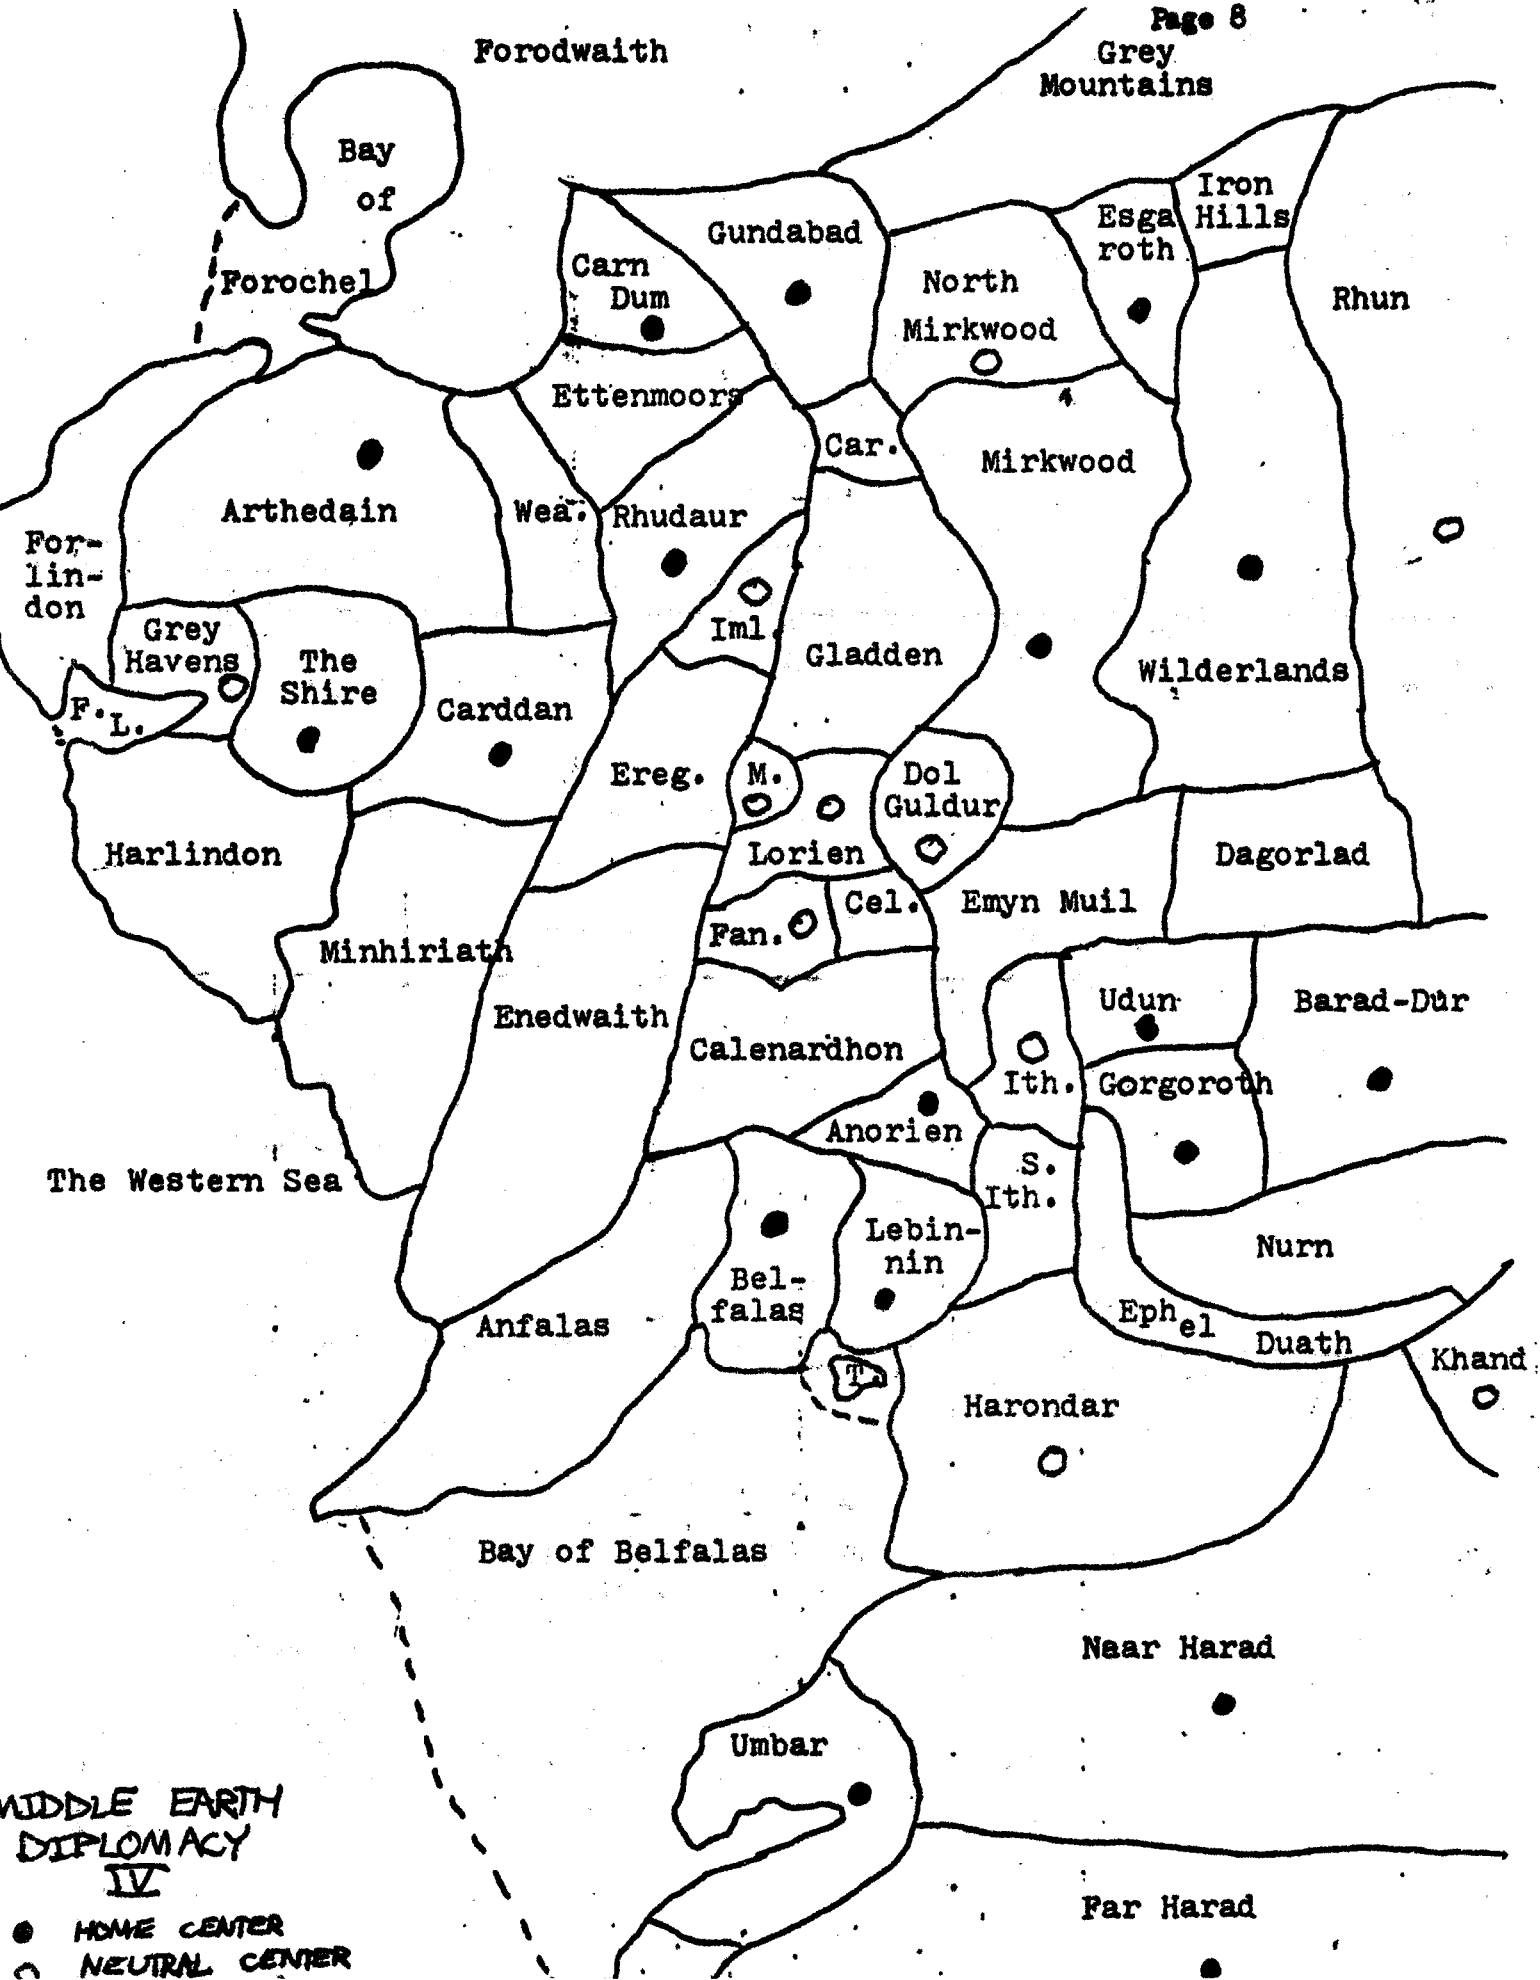 Page 8
Forodwaith
Grey
Mountains
Bay
of
Forochel
Iron
Hills
Esga
roth
Gundabad
Carn
Dum
North
Mirkwood
Rhun
Ettenmoors
Car.
Mirkwood
Arthedain
Wea.
Rhudaur
For-
lin-
don
Grey
Havens
The
Shire
Iml.
Gladden
Wilderlands
F. L.
Carddan
Ereg.
M.
Dol
Guldur
Harlindon
Lorien
Dagorlad
Cel.
Emyn Muil
Fan.
Minhiriath
Enedwaith
Udun
Barad-Dur
Calenardhon
Ith.
Gorgoroth
Anorien
The Western Sea
S.
Ith.
Lebin-
nin
Nurn
Bel-
falas
Anfalas
Ephel Duath
Khand
T.
Harondar
Bay of Belfalas
Naar Harad
Umbar
MIDDLE EARTH
DIPLOMACY
IV
HOME CENTER
NEUTRAL CENTER
Far Harad